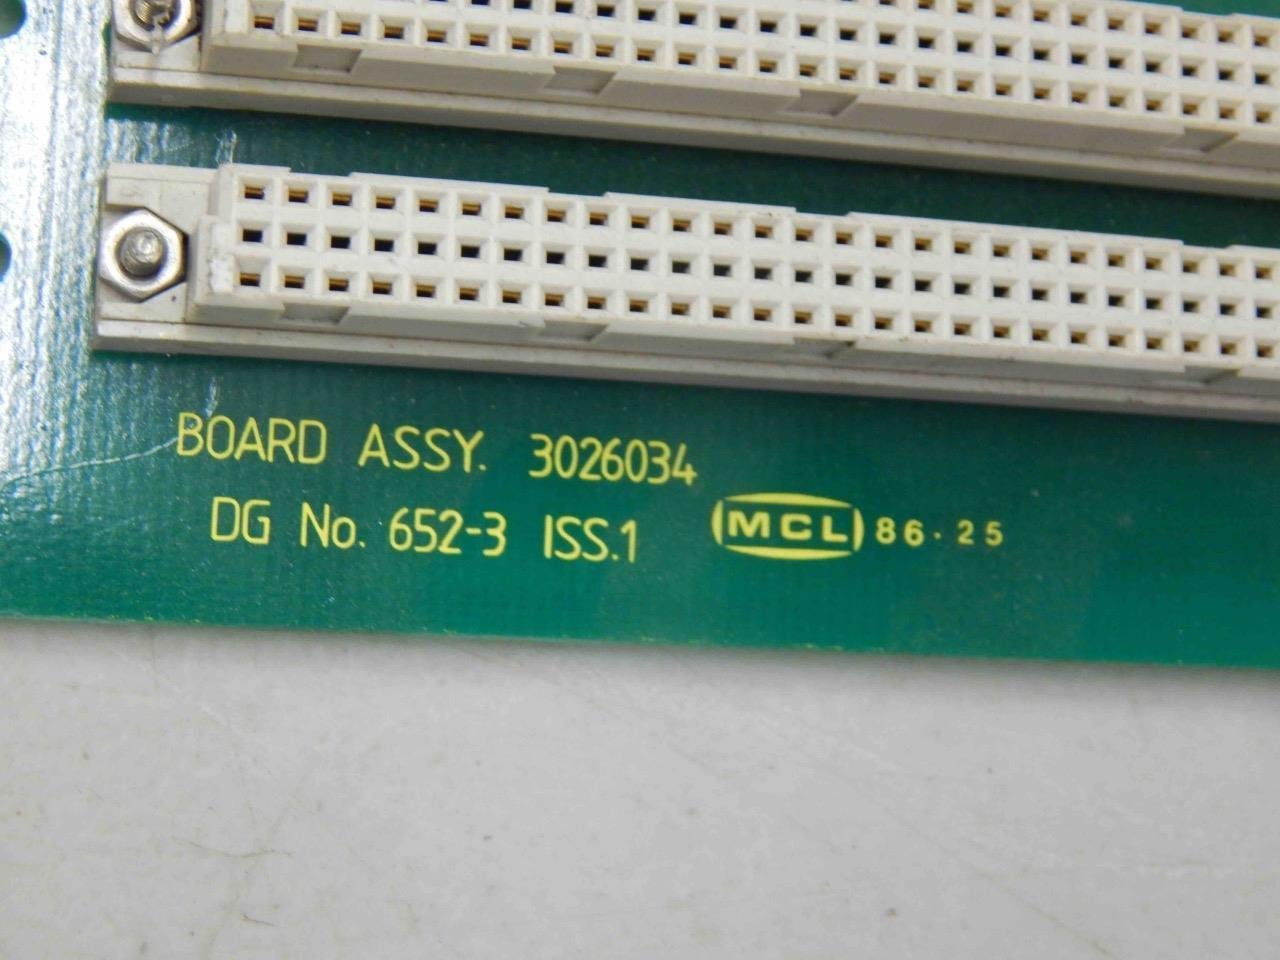 BOARD ASSY. 3026034
DG No. 652-3 ISS.1 MCL 86·25